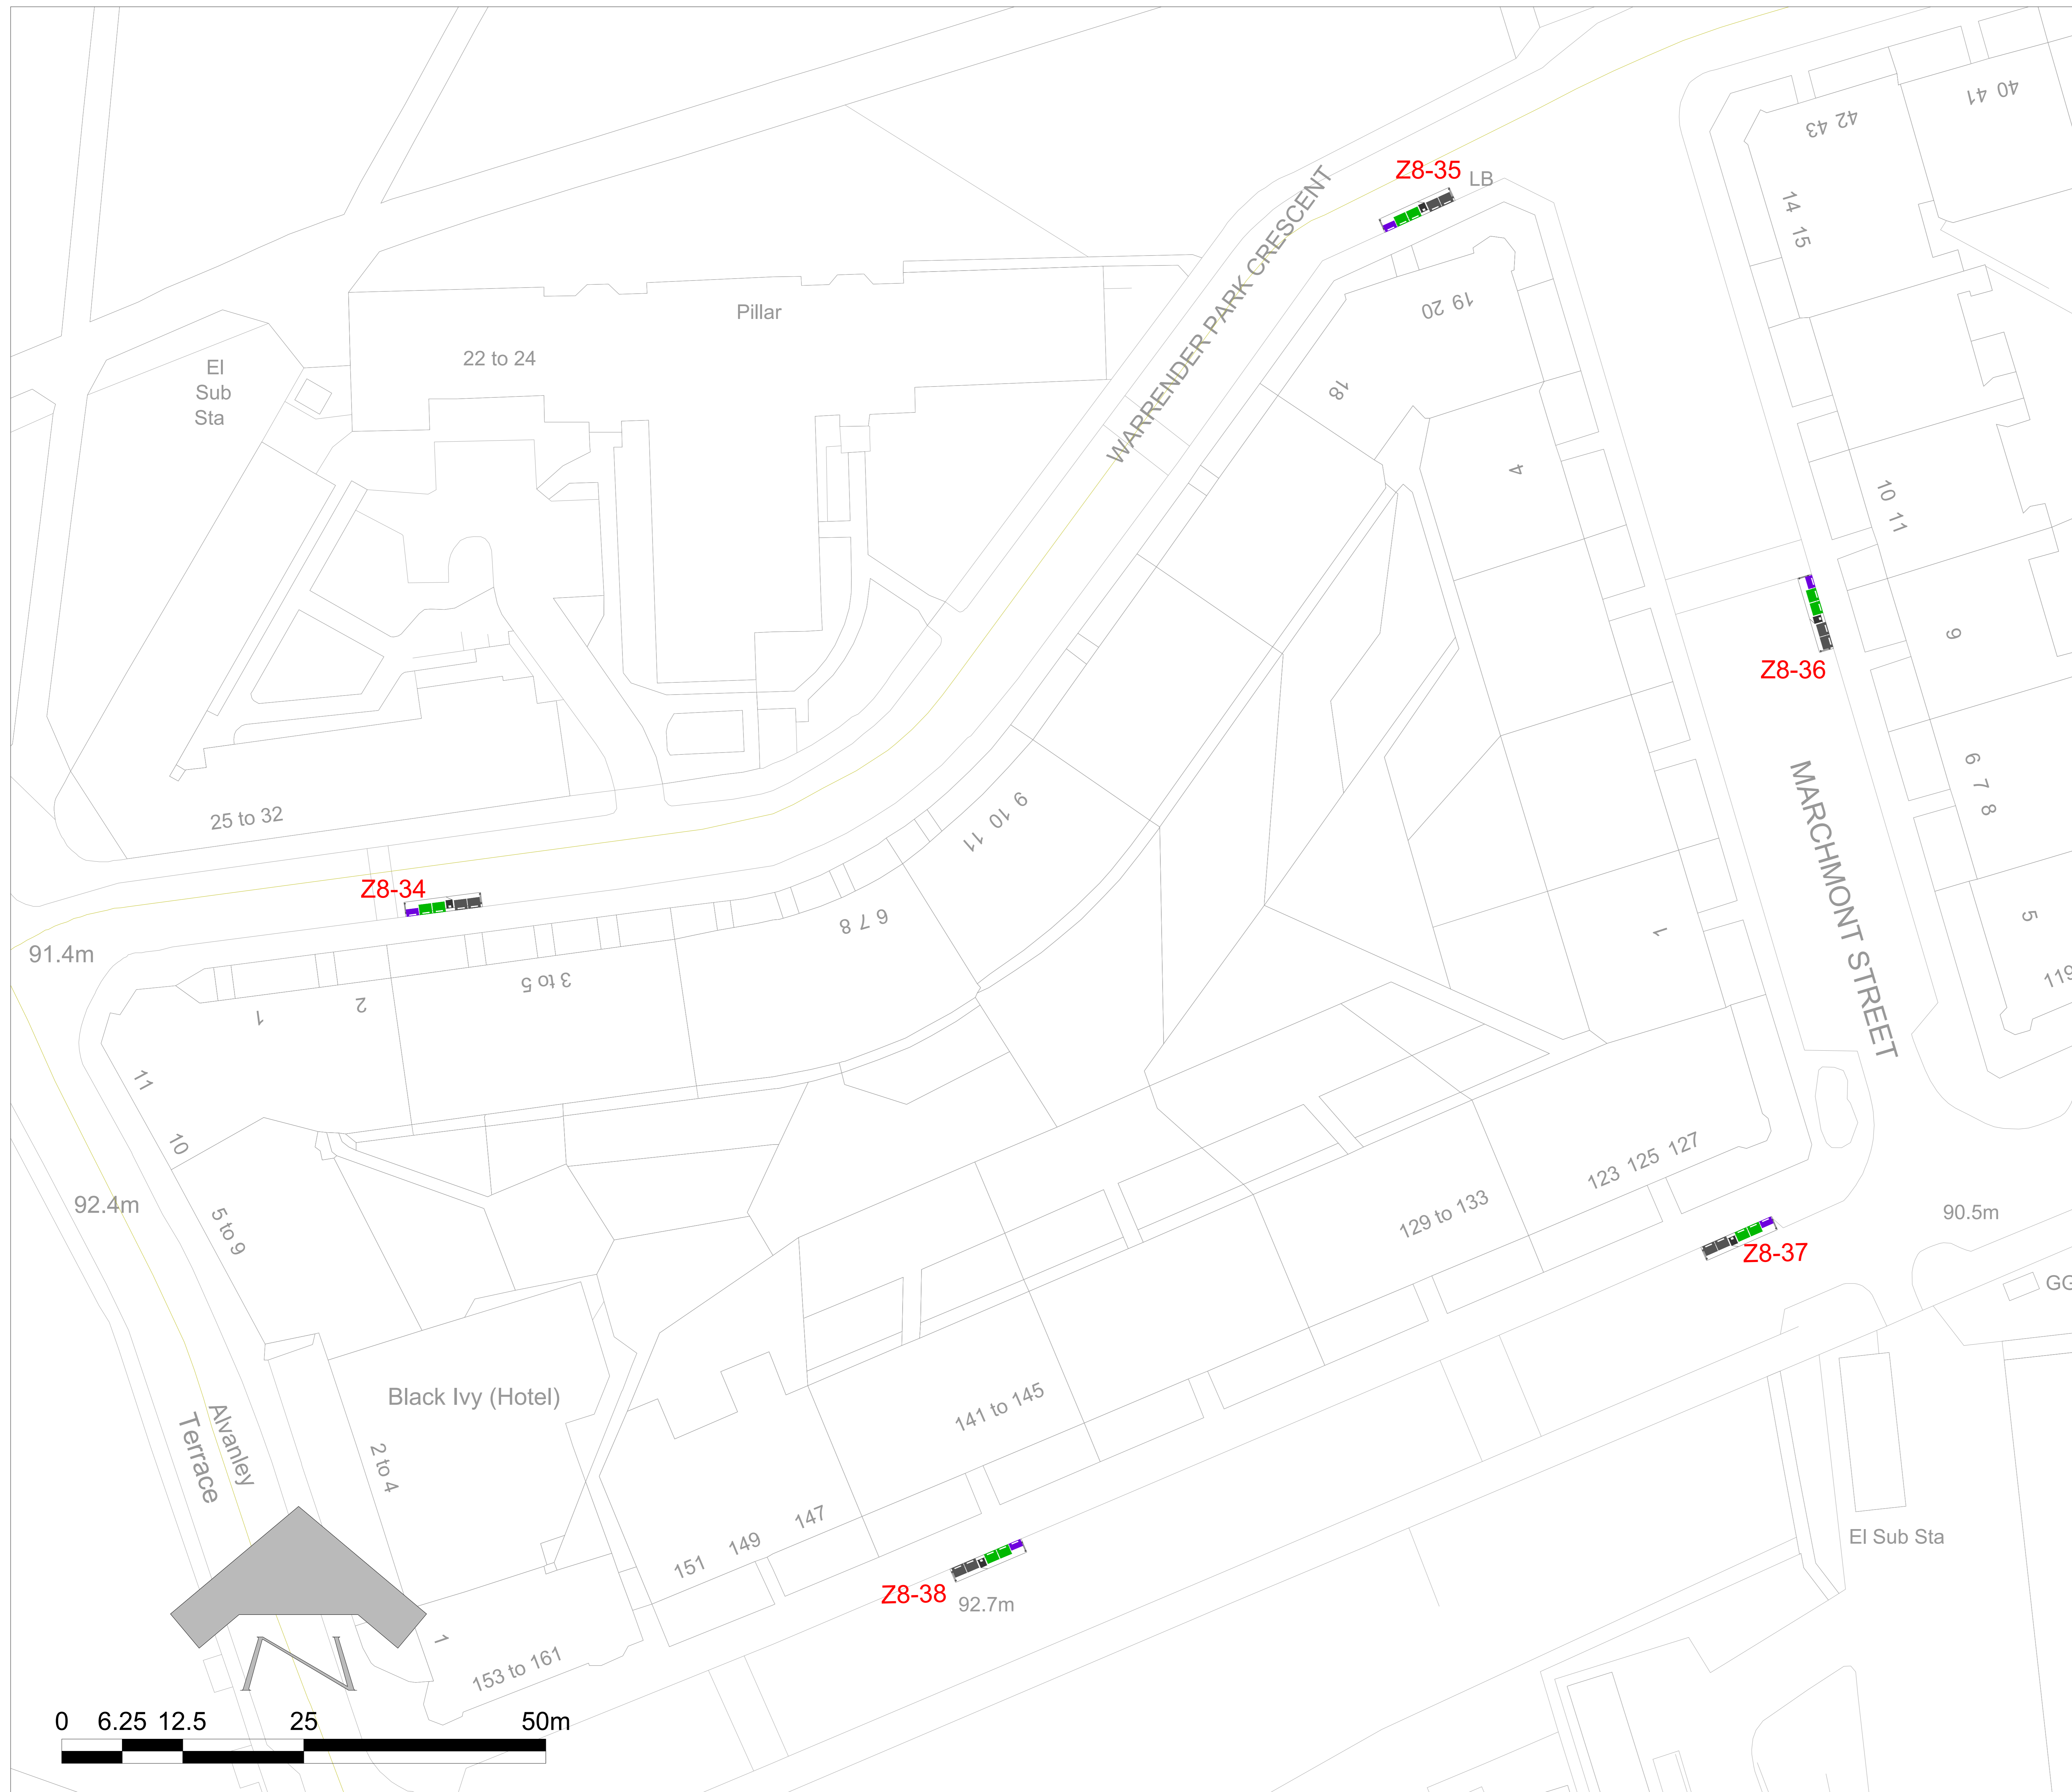 40 41
42 43
Z8-35
LB
14 15
WARRENDER PARK CRESCENT
19 20
Pillar
22 to 24
El
Sub
Sta
18
4
10 11
9
Z8-36
6 7 8
MARCHMONT STREET
9 10 11
25 to 32
Z8-34
6 7 8
5
1
91.4m
3 to 5
2
1
119
11
10
123 125 127
129 to 133
92.4m
5 to 9
90.5m
Z8-37
GG
Black Ivy (Hotel)
141 to 145
Alvanley
Terrace
2 to 4
147
149
151
El Sub Sta
Z8-38
92.7m
1
153 to 161
N
0 6.25 12.5 25 50m